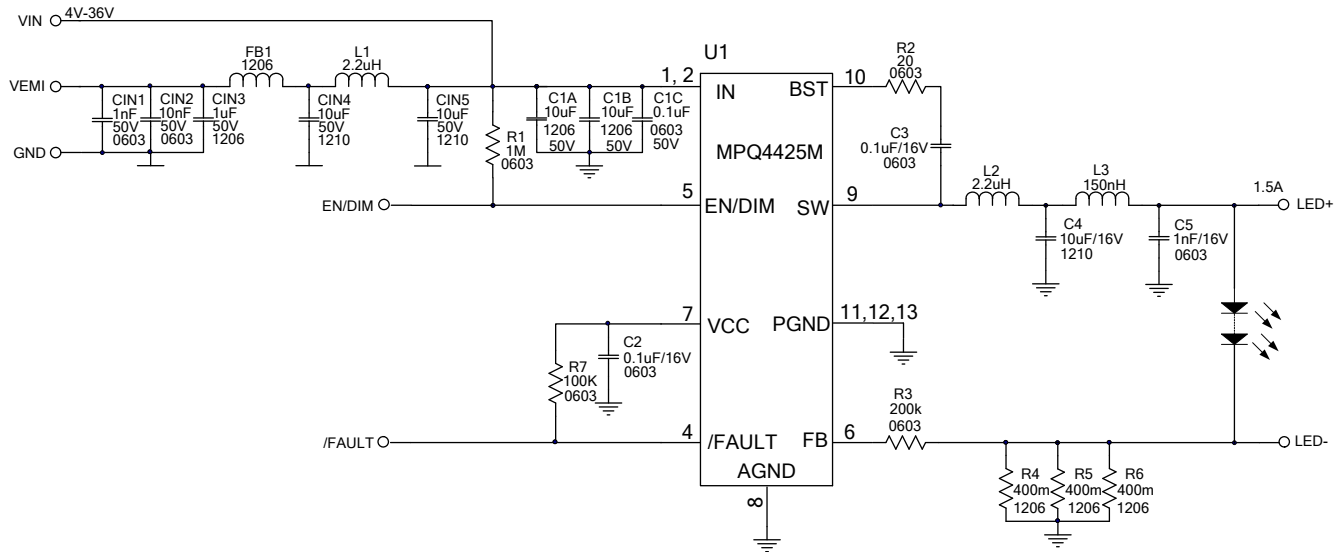 VIN
4V-36V
VEMI
GND
CIN1
1nF
50V
0603
CIN2
10nF
50V
0603
CIN3
1uF
50V
1206
FB1
1206
CIN4
10uF
50V
1210
L1
2.2uH
CIN5
10uF
50V
1210
R1
1M
0603
C1A
10uF
1206
50V
C1B
10uF
1206
50V
C1C
0.1uF
0603
50V
EN/DIM
U1
MPQ4425M
1, 2
IN
5
EN/DIM
7
VCC
4
/FAULT
AGND
8
BST
10
SW
9
PGND
11,12,13
FB
6
R2
20
0603
C3
0.1uF/16V
0603
L2
2.2uH
L3
150nH
C4
10uF/16V
1210
C5
1nF/16V
0603
1.5A
LED+
C2
0.1uF/16V
0603
R7
100K
0603
/FAULT
R3
200k
0603
LED-
R4
400m
1206
R5
400m
1206
R6
400m
1206